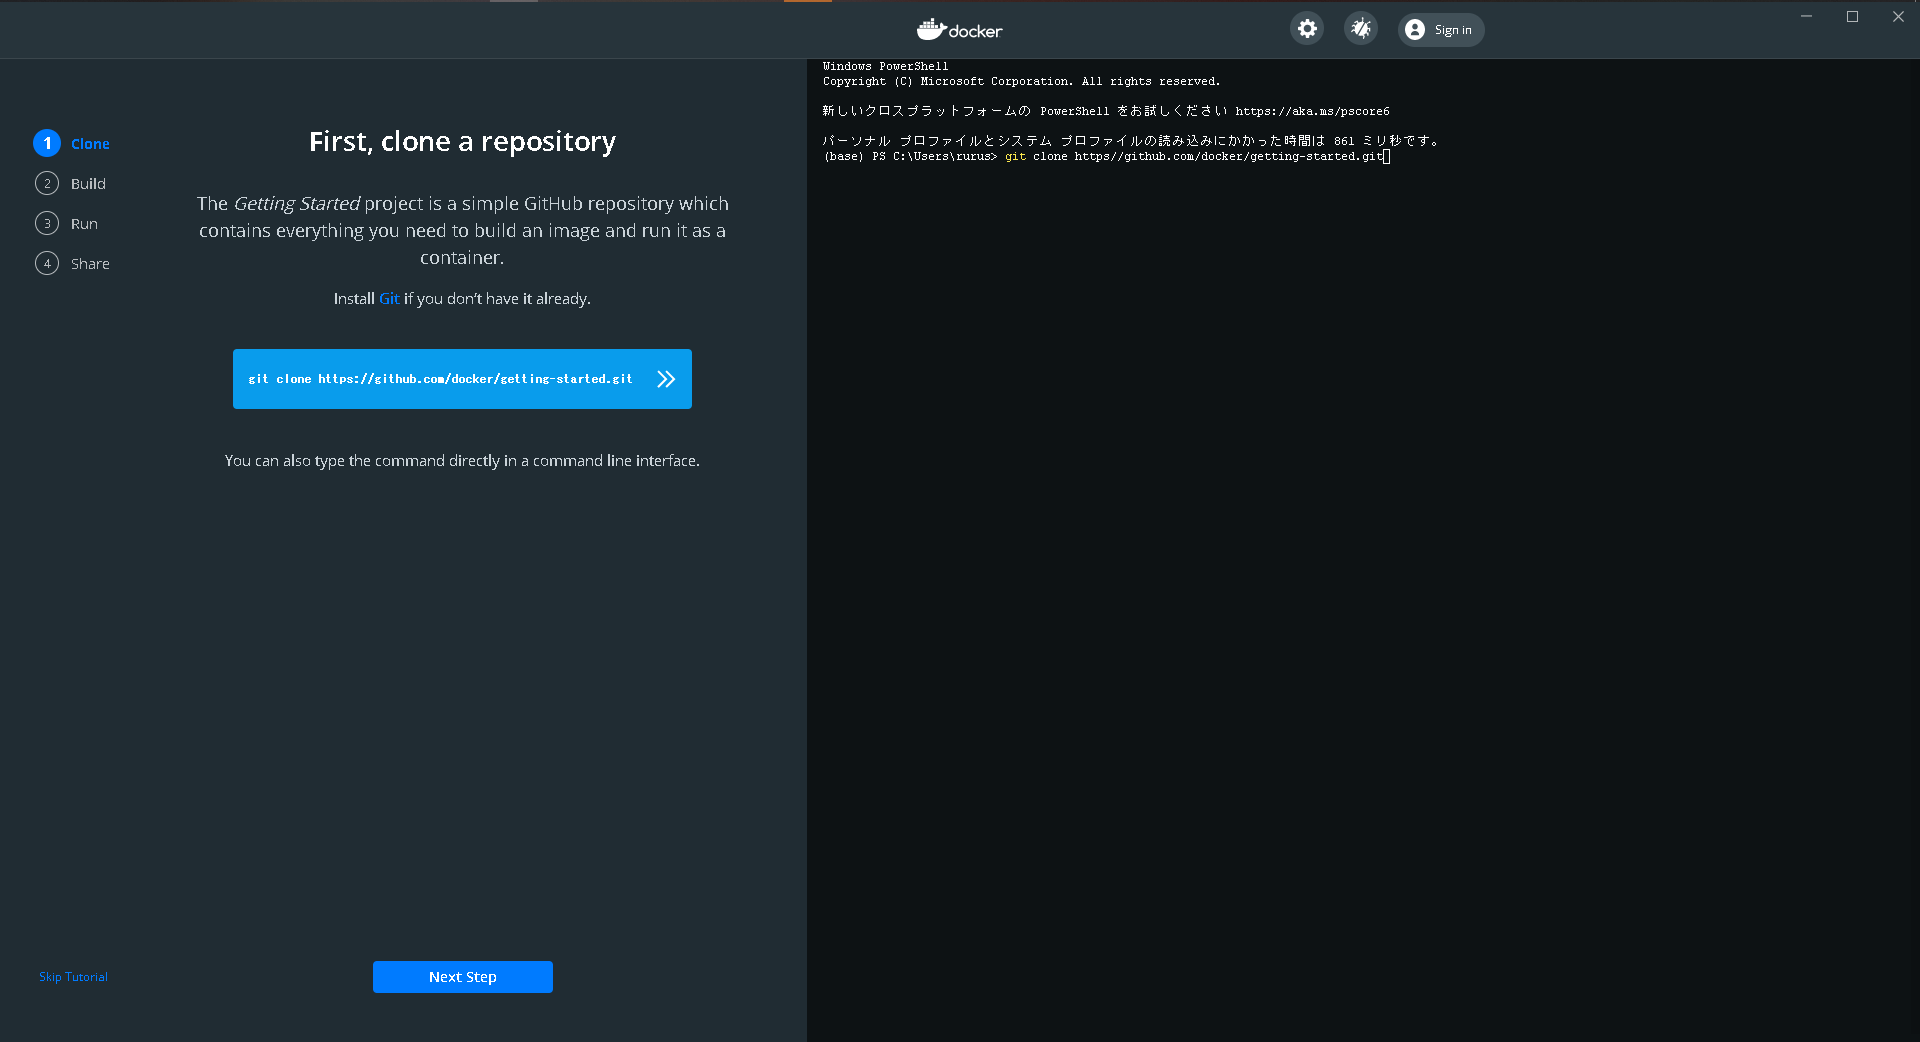 docker
Sign in
1 Clone
2 Build
3 Run
4 Share
First, clone a repository
The Getting Started project is a simple GitHub repository which
contains everything you need to build an image and run it as a
container.
Install Git if you don't have it already.
git clone https://github.com/docker/getting-started.git
You can also type the command directly in a command line interface.
Skip Tutorial
Next Step
Windows PowerShell
Copyright (C) Microsoft Corporation. All rights reserved.
新しいクロスプラットフォームの PowerShell をお試しください https://aka.ms/pscore6
パーソナル プロファイルとシステム プロファイルの読み込みにかかった時間は 861 ミリ秒です。
(base) PS C:\Users\rurus> git clone https//github.com/docker/getting-started.git